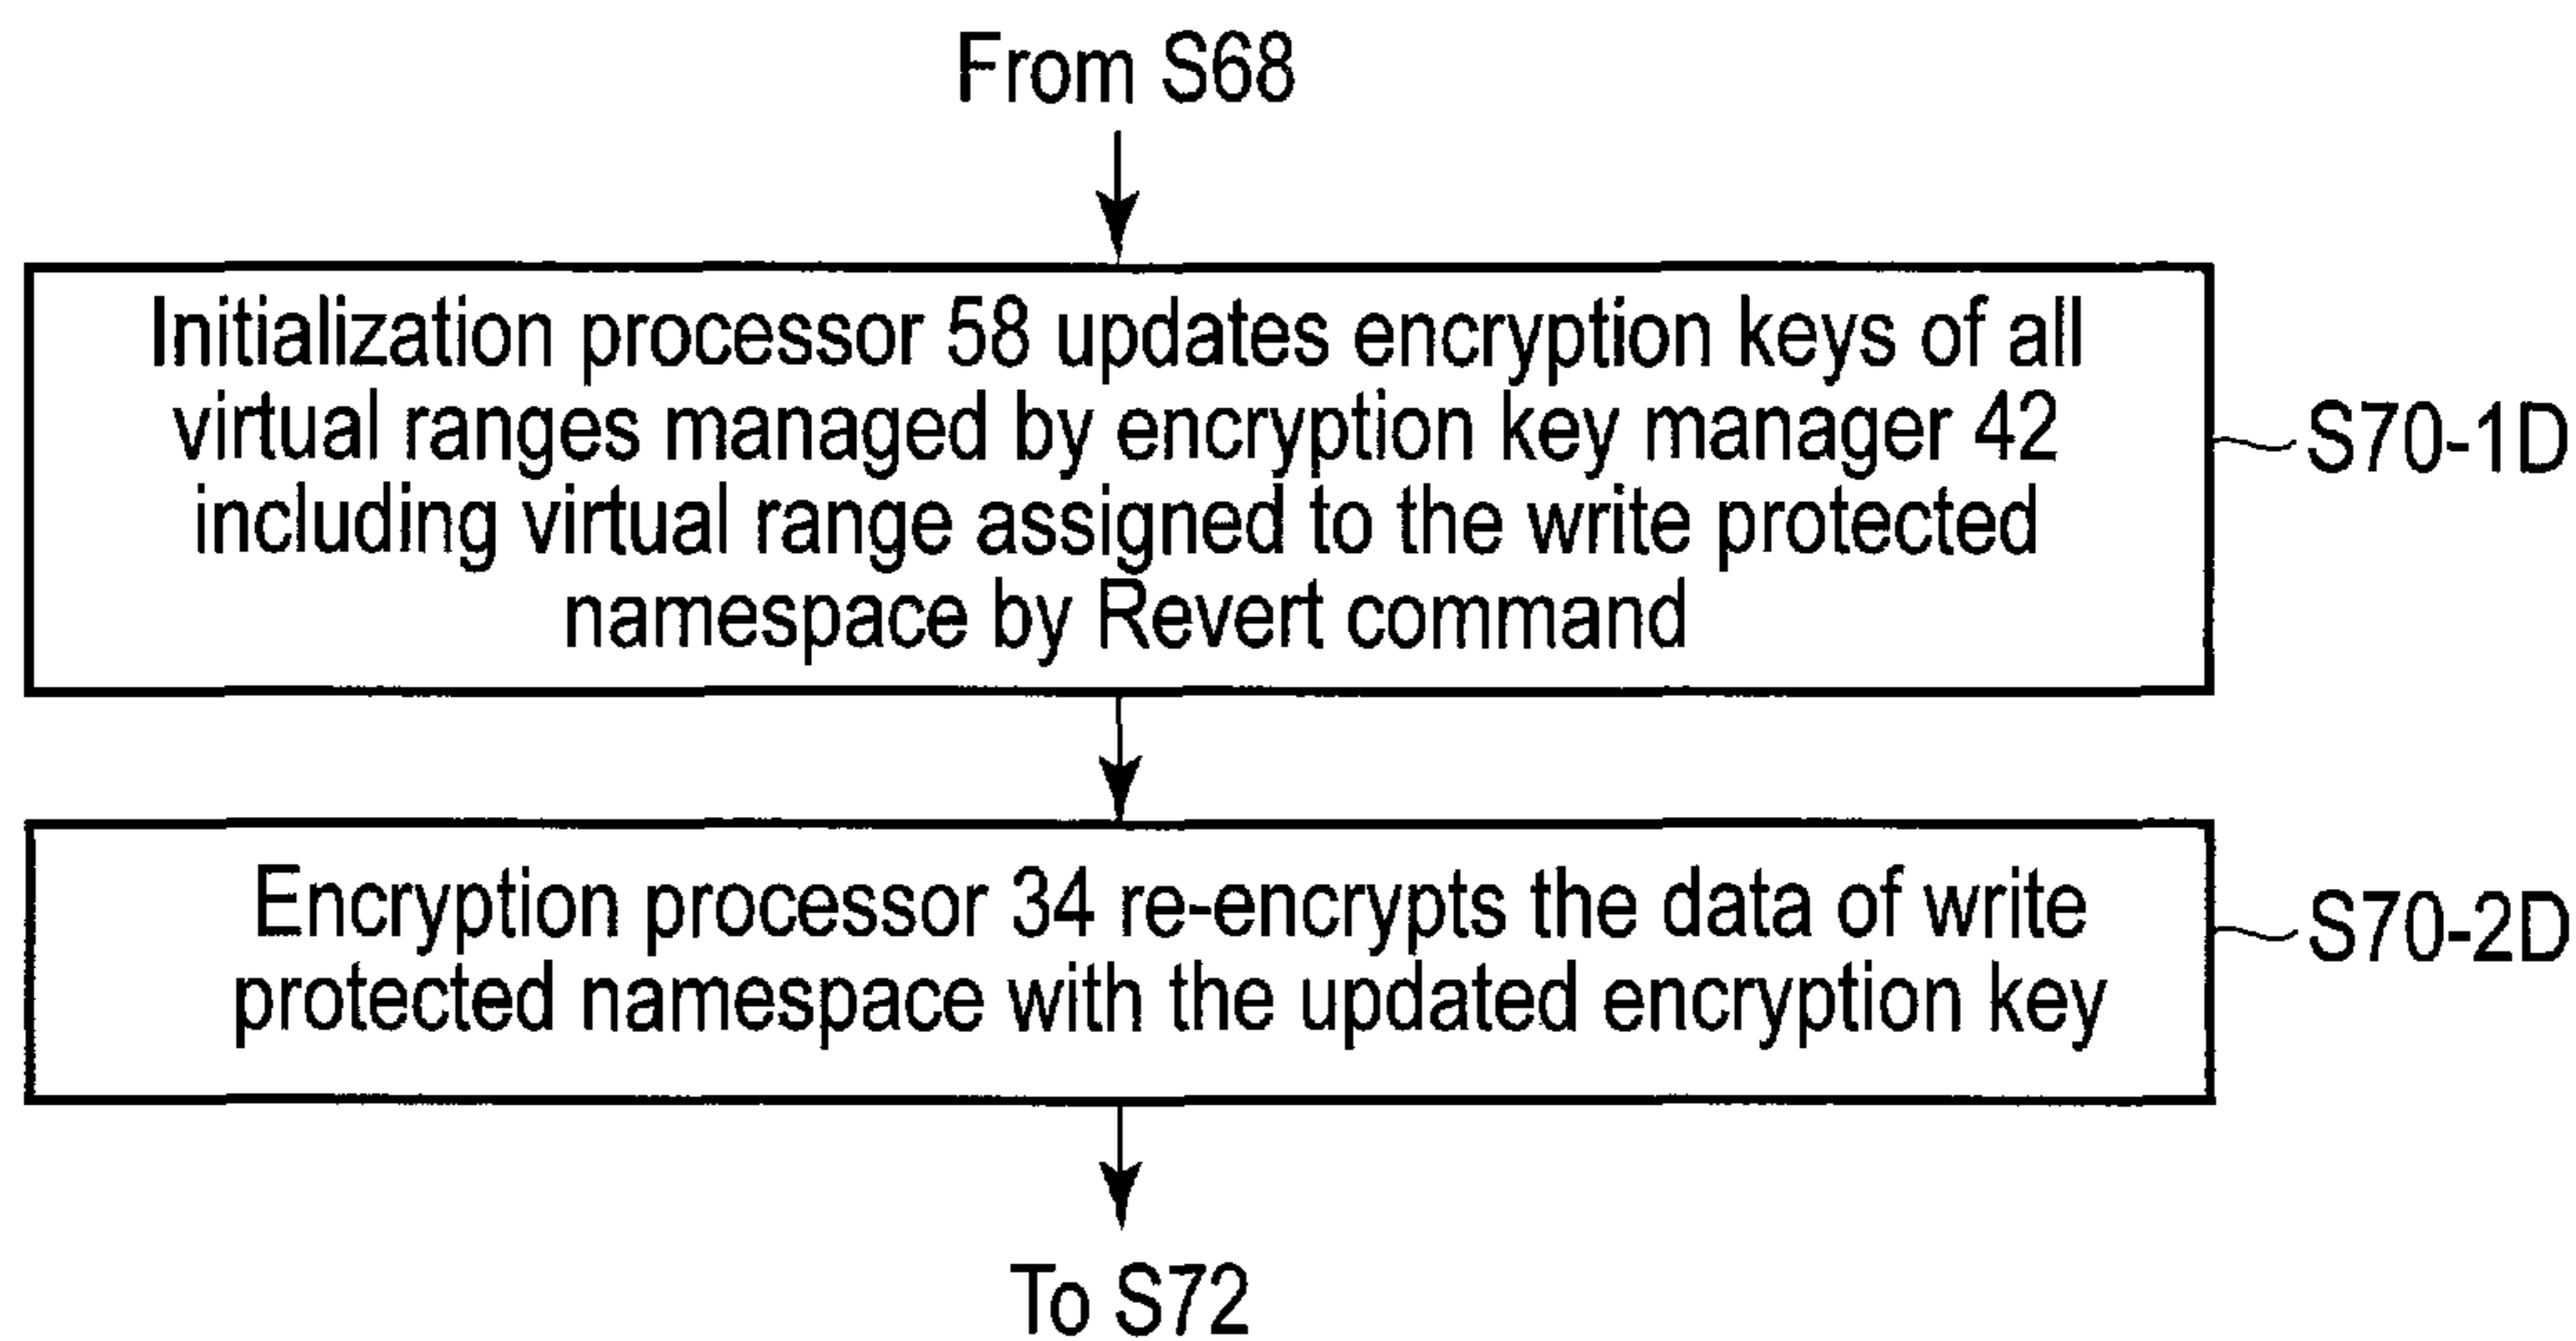 From S68
Initialization processor 58 updates encryption keys of all
virtual ranges managed by encryption key manager 42
including virtual range assigned to the write protected
namespace by Revert command
S70-1D
Encryption processor 34 re-encrypts the data of write
protected namespace with the updated encryption key
S70-2D
To S72